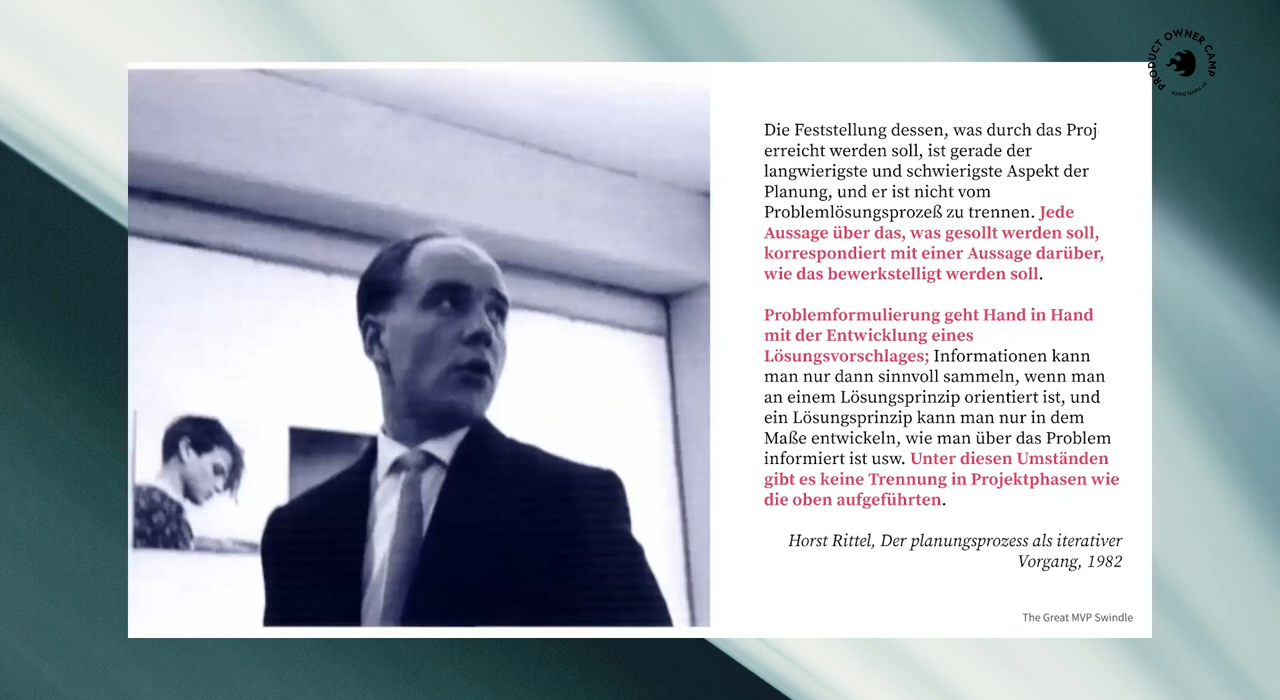 PRODUCT OWNER CAMP
Die Feststellung dessen, was durch das Proj
erreicht werden soll, ist gerade der
langwierigste und schwierigste Aspekt der
Planung, und er ist nicht vom
Problemlösungsprozeß zu trennen. Jede
Aussage über das, was gesollt werden soll,
korrespondiert mit einer Aussage darüber,
wie das bewerkstelligt werden soll.
Problemformulierung geht Hand in Hand
mit der Entwicklung eines
Lösungsvorschlages; Informationen kann
man nur dann sinnvoll sammeln, wenn man
an einem Lösungsprinzip orientiert ist, und
ein Lösungsprinzip kann man nur in dem
Maße entwickeln, wie man über das Problem
informiert ist usw. Unter diesen Umständen
gibt es keine Trennung in Projektphasen wie
die oben aufgeführten.
Horst Rittel, Der planungsprozess als iterativer
Vorgang, 1982
The Great MVP Swindle